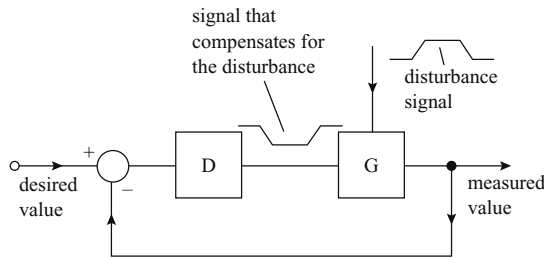 signal that
compensates for
the disturbance
disturbance
signal
+
D
G
−
desired
value
measured
value